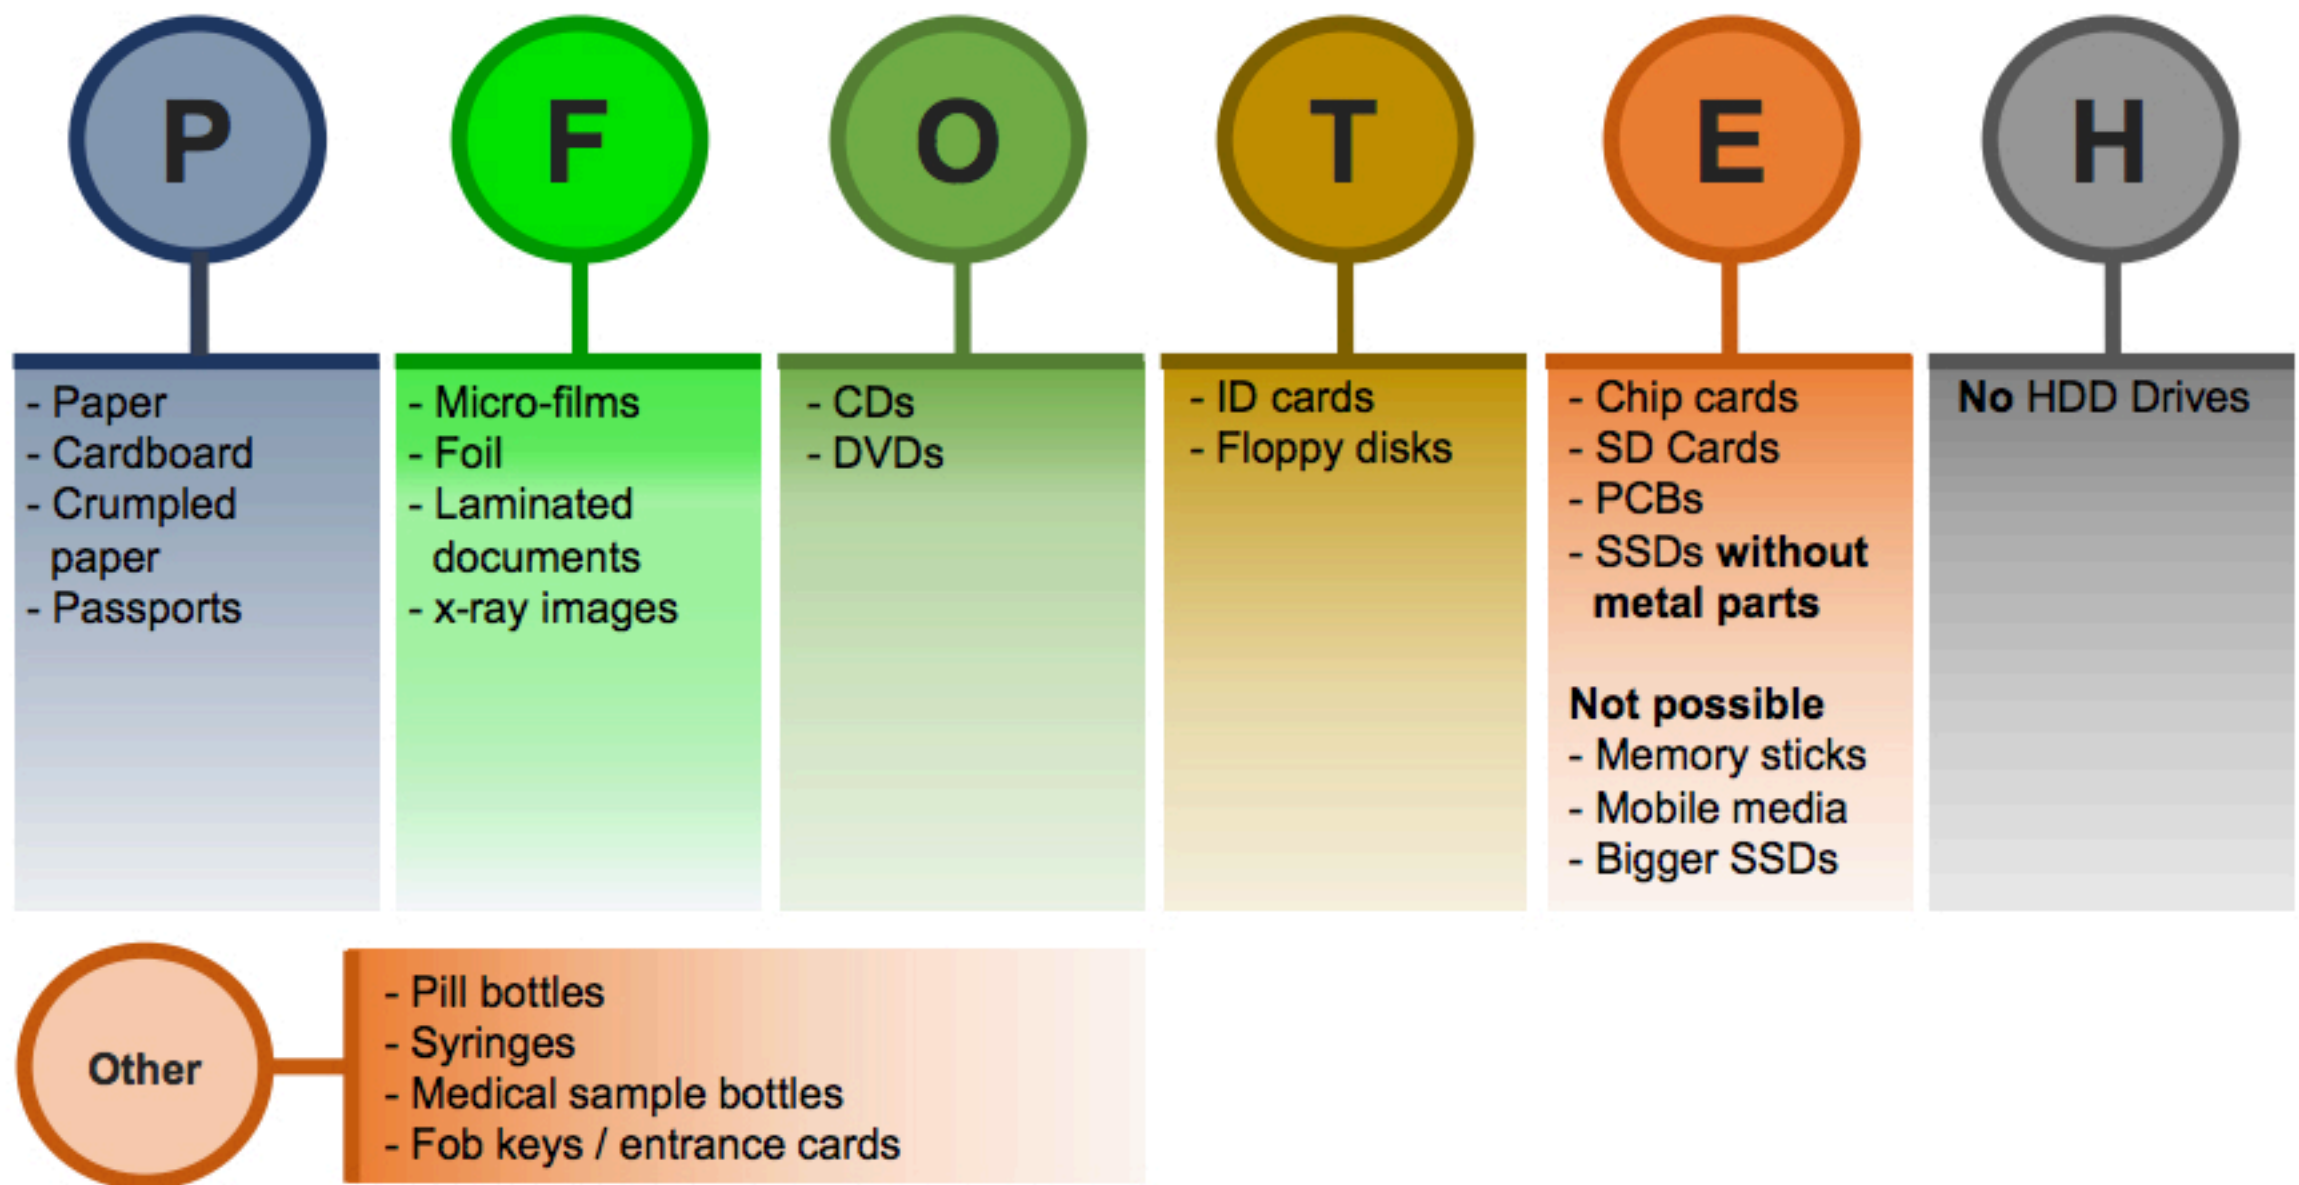 P
- Paper
- Cardboard
- Crumpled
paper
- Passports
F
- Micro-films
- Foil
- Laminated
documents
- x-ray images
O
- CDs
- DVDs
T
- ID cards
- Floppy disks
E
- Chip cards
- SD Cards
- PCBs
- SSDs without
metal parts
Not possible
- Memory sticks
- Mobile media
- Bigger SSDs
H
No HDD Drives
Other
- Pill bottles
- Syringes
- Medical sample bottles
- Fob keys / entrance cards